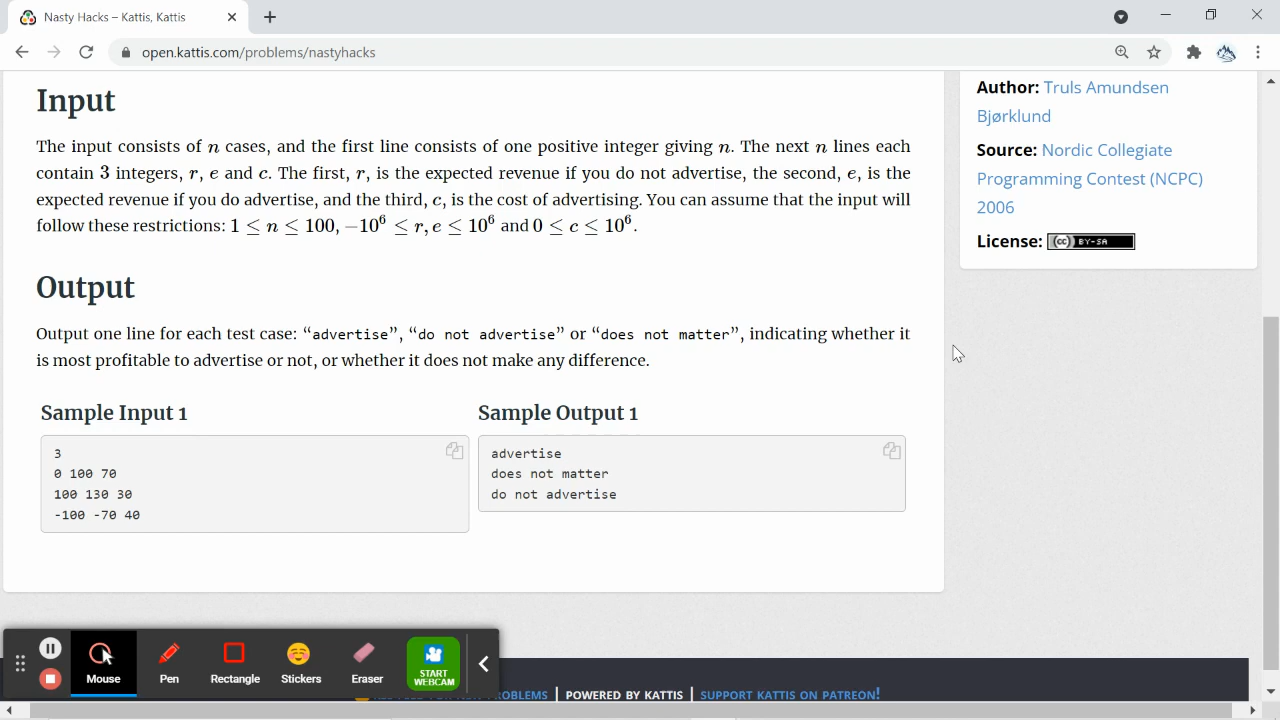 Nasty Hacks – Kattis, Kattis
open.kattis.com/problems/nastyhacks
Input
The input consists of n cases, and the first line consists of one positive integer giving n. The next n lines each
contain 3 integers, r, e and c. The first, r, is the expected revenue if you do not advertise, the second, e, is the
expected revenue if you do advertise, and the third, c, is the cost of advertising. You can assume that the input will
follow these restrictions: 1 ≤ n ≤ 100, −10⁶ ≤ r, e ≤ 10⁶ and 0 ≤ c ≤ 10⁶.
Output
Output one line for each test case: “advertise”, “do not advertise” or “does not matter”, indicating whether it
is most profitable to advertise or not, or whether it does not make any difference.
Sample Input 1
3
0 100 70
100 130 30
-100 -70 40
Sample Output 1
advertise
does not matter
do not advertise
Author: Truls Amundsen
Bjørklund
Source: Nordic Collegiate
Programming Contest (NCPC)
2006
License: (cc) BY-SA
Mouse
Pen
Rectangle
Stickers
Eraser
START
WEBCAM
PROBLEMS | POWERED BY KATTIS | SUPPORT KATTIS ON PATREON!